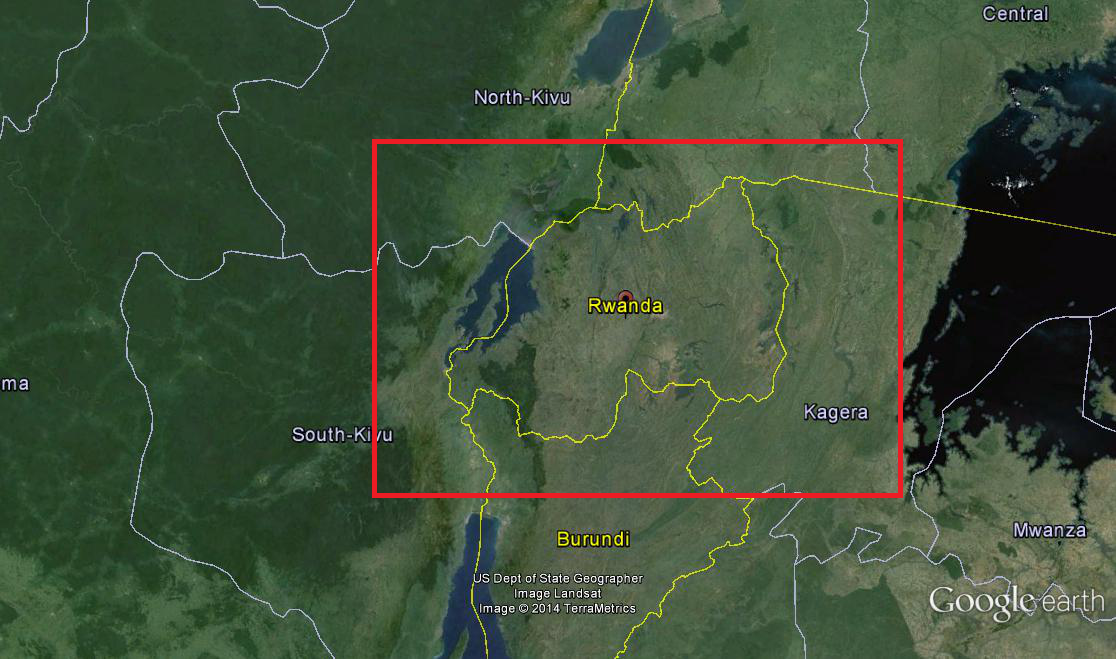 Central
North-Kivu
Rwanda
ma
Kagera
South-Kivu
Mwanza
Burundi
US Dept of State Geographer
Image Landsat
Image © 2014 TerraMetrics
Google earth